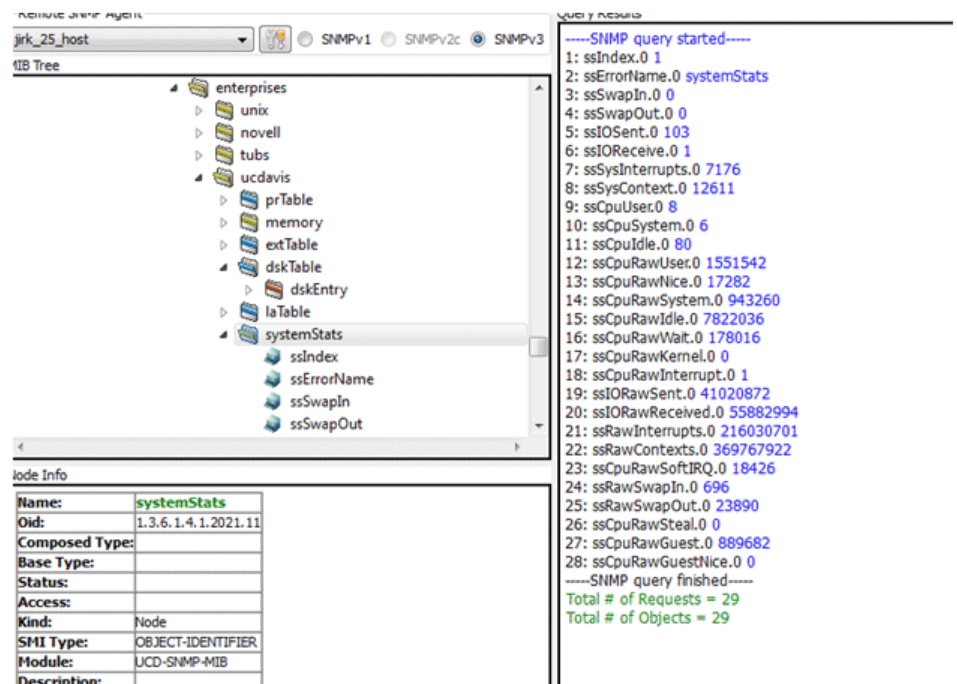 Remote SNMP Agent
jirk_25_host
SNMPv1
SNMPv2c
SNMPv3
MIB Tree
enterprises
unix
novell
tubs
ucdavis
prTable
memory
extTable
dskTable
dskEntry
laTable
systemStats
ssIndex
ssErrorName
ssSwapIn
ssSwapOut
Node Info
Name: systemStats
Oid: 1.3.6.1.4.1.2021.11
Composed Type:
Base Type:
Status:
Access:
Kind: Node
SMI Type: OBJECT-IDENTIFIER
Module: UCD-SNMP-MIB
Description:
Query Results
-----SNMP query started-----
1: ssIndex.0 1
2: ssErrorName.0 systemStats
3: ssSwapIn.0 0
4: ssSwapOut.0 0
5: ssIOSent.0 103
6: ssIOReceive.0 1
7: ssSysInterrupts.0 7176
8: ssSysContext.0 12611
9: ssCpuUser.0 8
10: ssCpuSystem.0 6
11: ssCpuIdle.0 80
12: ssCpuRawUser.0 1551542
13: ssCpuRawNice.0 17282
14: ssCpuRawSystem.0 943260
15: ssCpuRawIdle.0 7822036
16: ssCpuRawWait.0 178016
17: ssCpuRawKernel.0 0
18: ssCpuRawInterrupt.0 1
19: ssIORawSent.0 41020872
20: ssIORawReceived.0 55882994
21: ssRawInterrupts.0 216030701
22: ssRawContexts.0 369767922
23: ssCpuRawSoftIRQ.0 18426
24: ssRawSwapIn.0 696
25: ssRawSwapOut.0 23890
26: ssCpuRawSteal.0 0
27: ssCpuRawGuest.0 889682
28: ssCpuRawGuestNice.0 0
-----SNMP query finished-----
Total # of Requests = 29
Total # of Objects = 29